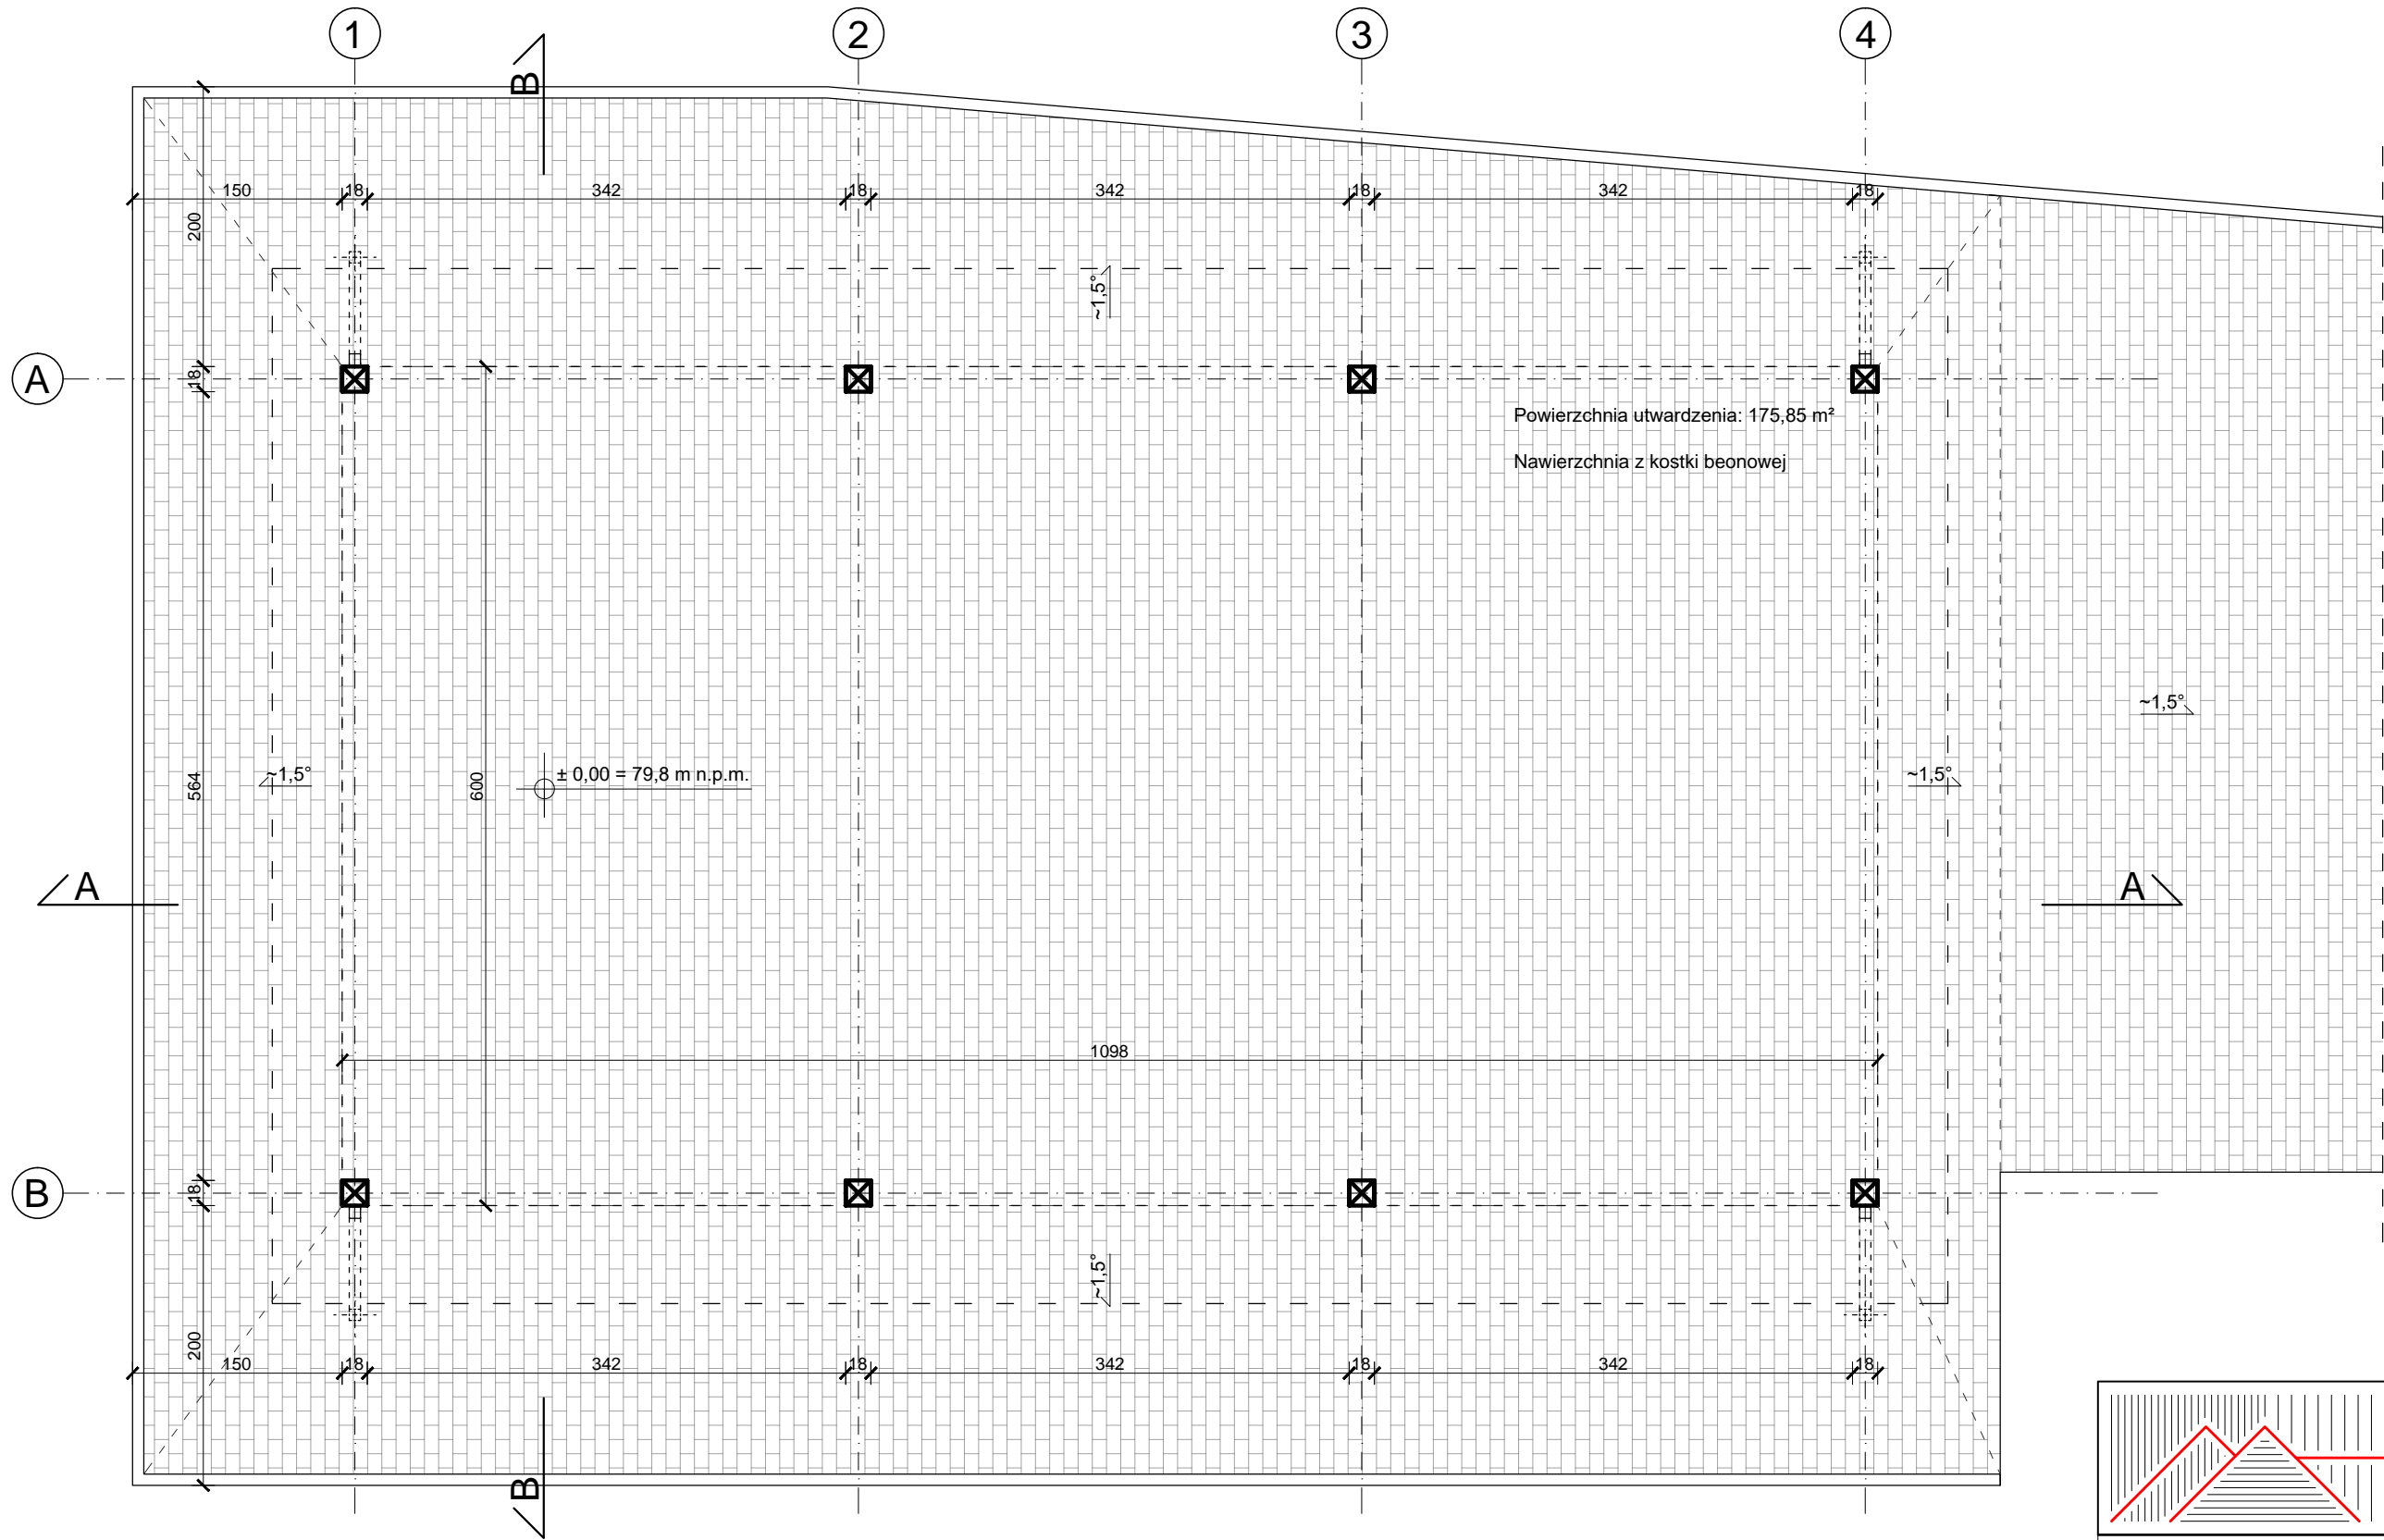 1 2 3 4
B
150 18 342 18 342 18 342 18
200
~1,5°
A
18
Powierzchnia utwardzenia: 175,85 m²
Nawierzchnia z kostki beonowej
~1,5°
~1,5° ± 0,00 = 79,8 m n.p.m. ~1,5°
564 600
A A
1098
B
18
~1,5°
200
150 18 342 18 342 18 342 18
B